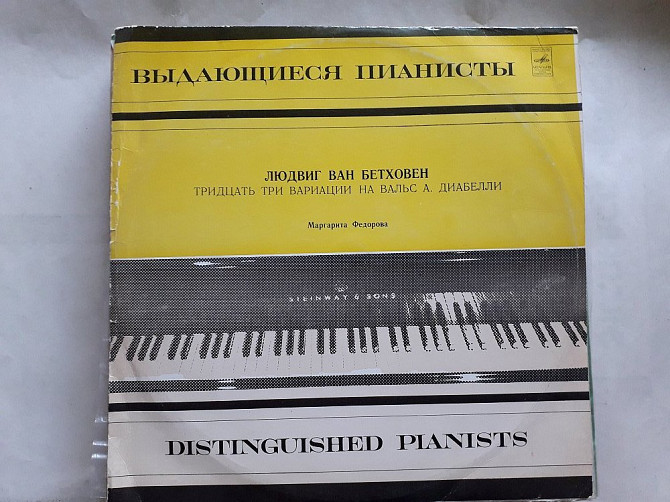 ВЫДАЮЩИЕСЯ ПИАНИСТЫ
ЛЮДВИГ ВАН БЕТХОВЕН
ТРИДЦАТЬ ТРИ ВАРИАЦИИ НА ВАЛЬС А. ДИАБЕЛЛИ
Маргарита Федорова
STEINWAY & SONS
DISTINGUISHED PIANISTS